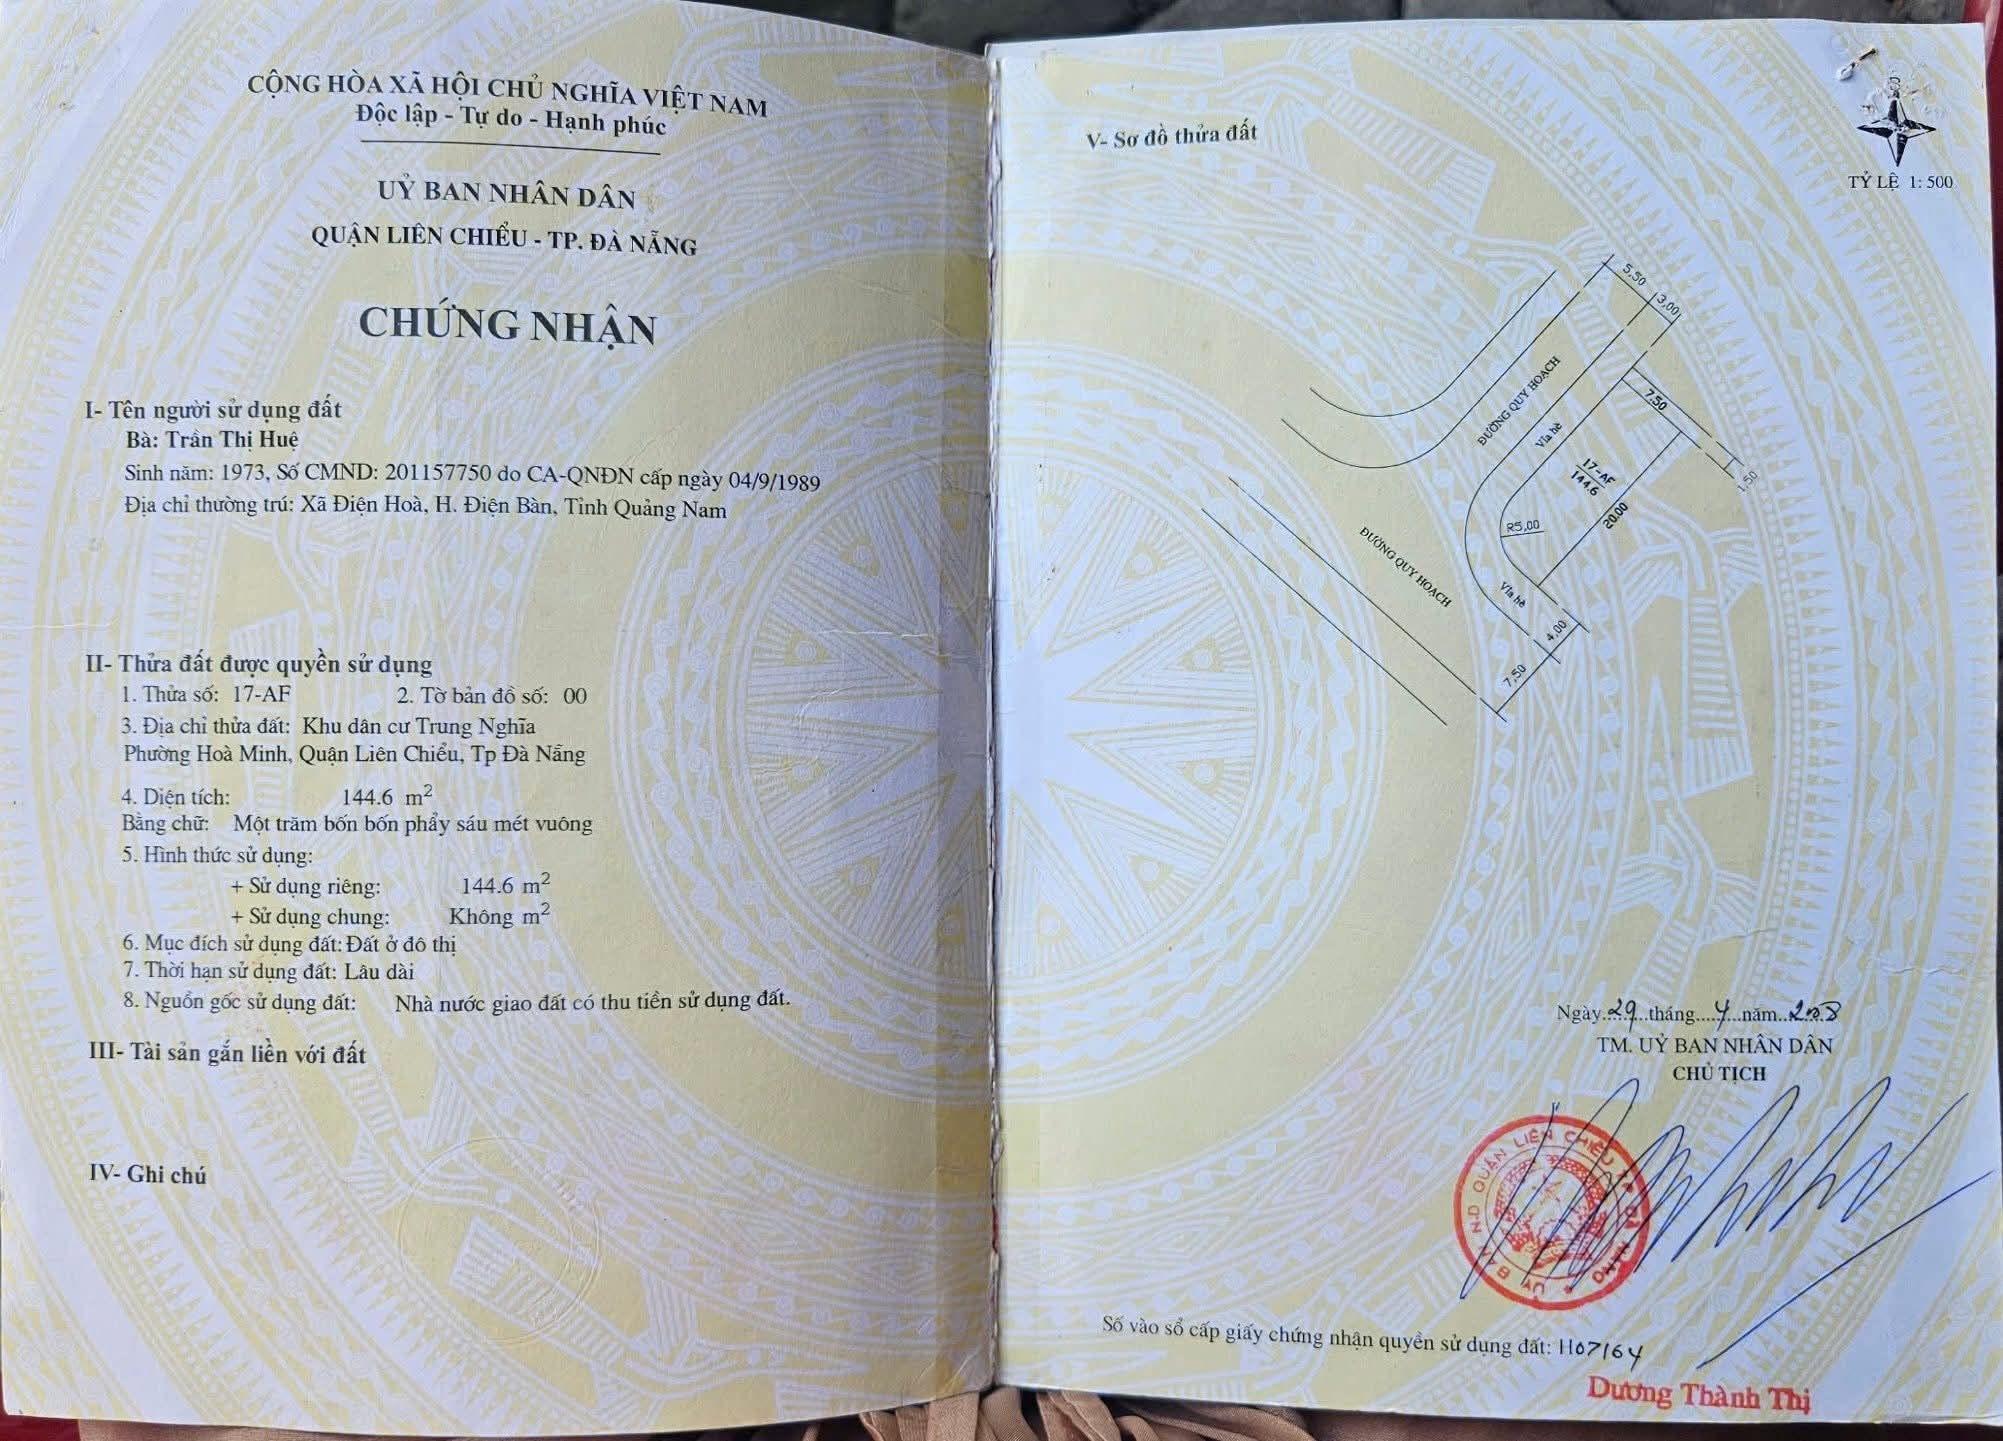 CỘNG HÒA XÃ HỘI CHỦ NGHĨA VIỆT NAM
Độc lập - Tự do - Hạnh phúc
UỶ BAN NHÂN DÂN
QUẬN LIÊN CHIỂU - TP. ĐÀ NẴNG
CHỨNG NHẬN
I- Tên người sử dụng đất
Bà: Trần Thị Huệ
Sinh năm: 1973, Số CMND: 201157750 do CA-QNĐN cấp ngày 04/9/1989
Địa chỉ thường trú: Xã Điện Hoà, H. Điện Bàn, Tỉnh Quảng Nam
II- Thửa đất được quyền sử dụng
1. Thửa số: 17-AF 2. Tờ bản đồ số: 00
3. Địa chỉ thửa đất: Khu dân cư Trung Nghĩa
Phường Hoà Minh, Quận Liên Chiểu, Tp Đà Nẵng
4. Diện tích: 144.6 m²
Bằng chữ: Một trăm bốn bốn phẩy sáu mét vuông
5. Hình thức sử dụng:
+ Sử dụng riêng: 144.6 m²
+ Sử dụng chung: Không m²
6. Mục đích sử dụng đất: Đất ở đô thị
7. Thời hạn sử dụng đất: Lâu dài
8. Nguồn gốc sử dụng đất: Nhà nước giao đất có thu tiền sử dụng đất.
III- Tài sản gắn liền với đất
IV- Ghi chú
V- Sơ đồ thửa đất
B
TỶ LỆ 1: 500
5,50
3,00
ĐƯỜNG QUY HOẠCH
Vỉa hè
7.50
1,50
17-AF
144.6
20.00
R5,00
ĐƯỜNG QUY HOẠCH
Vỉa hè
4,00
7,50
Ngày 29 tháng 4 năm 2008
TM. UỶ BAN NHÂN DÂN
CHỦ TỊCH
UỶ BAN N.D QUẬN LIÊN CHIỂU T.P ĐÀ NẴNG
Số vào sổ cấp giấy chứng nhận quyền sử dụng đất: H07164
Dương Thành Thị